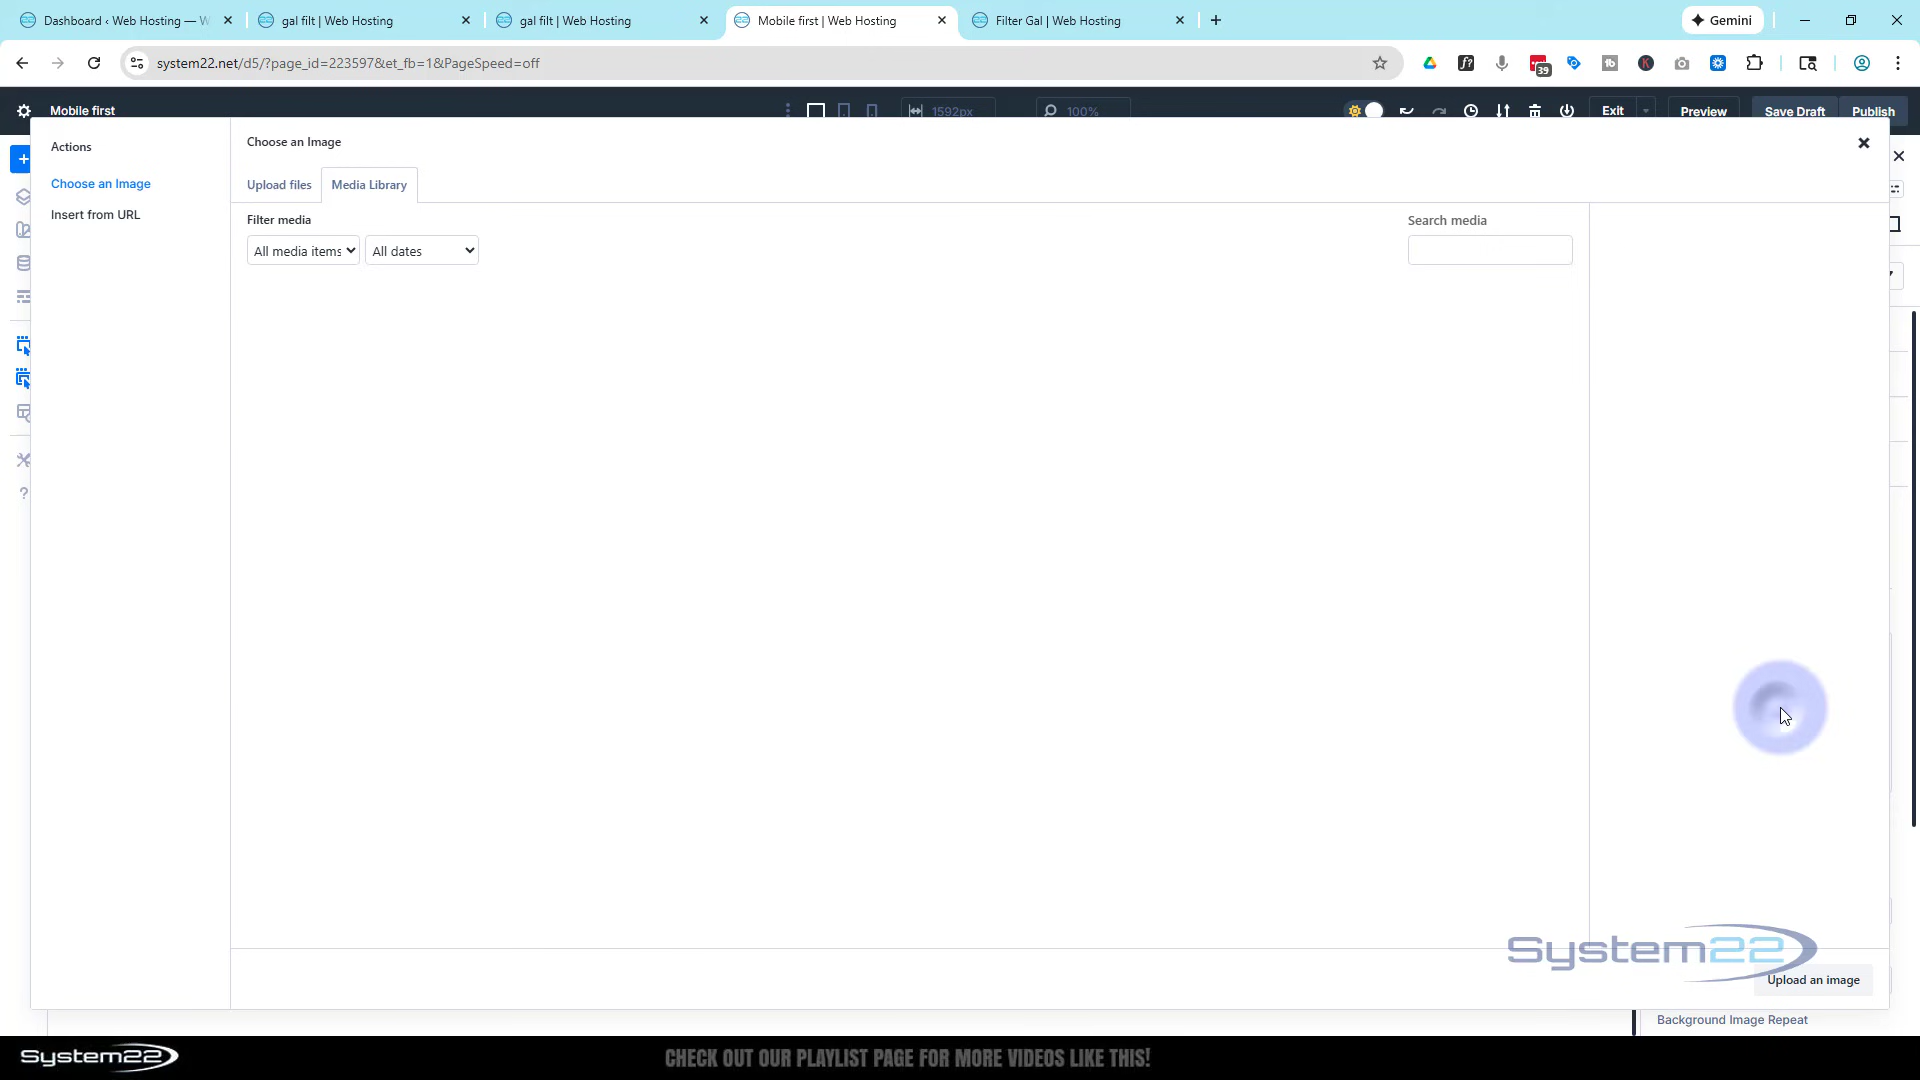 Dashboard ‹ Web Hosting — W
gal filt | Web Hosting
gal filt | Web Hosting
Mobile first | Web Hosting
Filter Gal | Web Hosting
Gemini
system22.net/d5/?page_id=223597&et_fb=1&PageSpeed=off
39
Mobile first
1592px
100%
Exit
Preview
Save Draft
Publish
Actions
Choose an Image
Insert from URL
Choose an Image
Upload files
Media Library
Filter media
All media items
All dates
Search media
System22
Upload an image
Background Image Repeat
System22
CHECK OUT OUR PLAYLIST PAGE FOR MORE VIDEOS LIKE THIS!